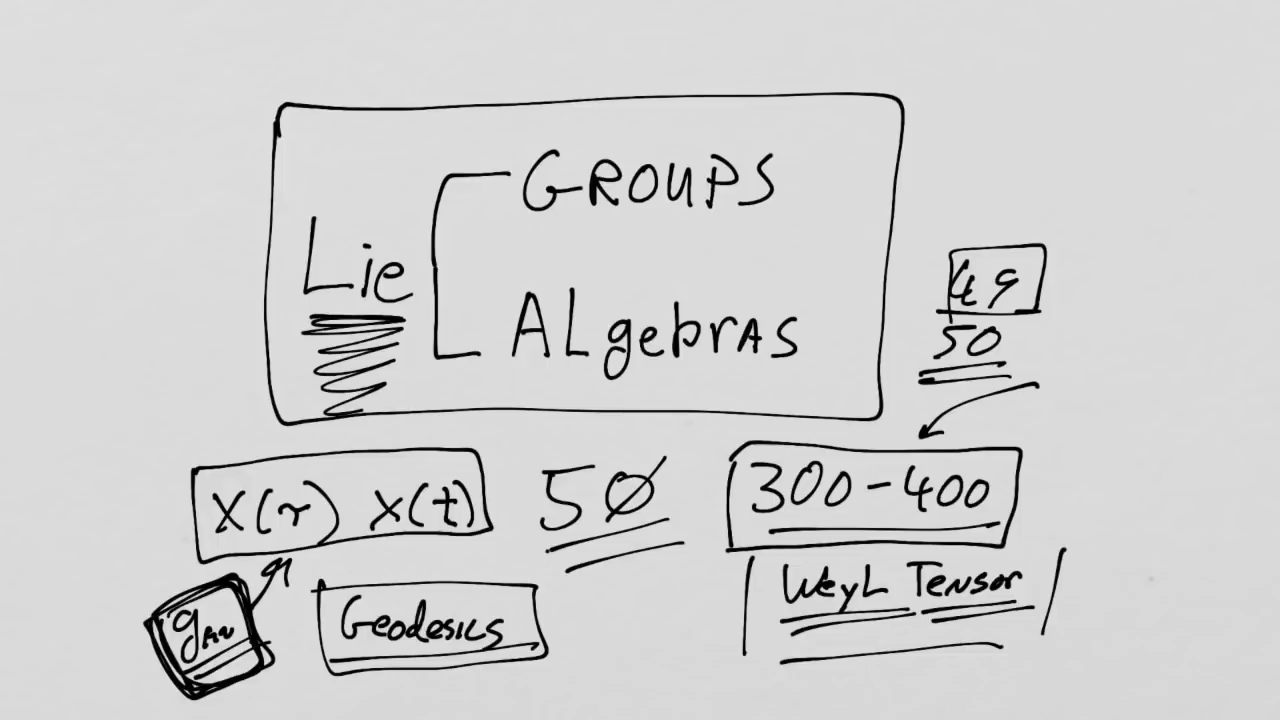 GROUPS
Lie
ALgebrAS
49
50
X(τ) X(t)
50
300-400
WeyL Tensor
gμν
Geodesics